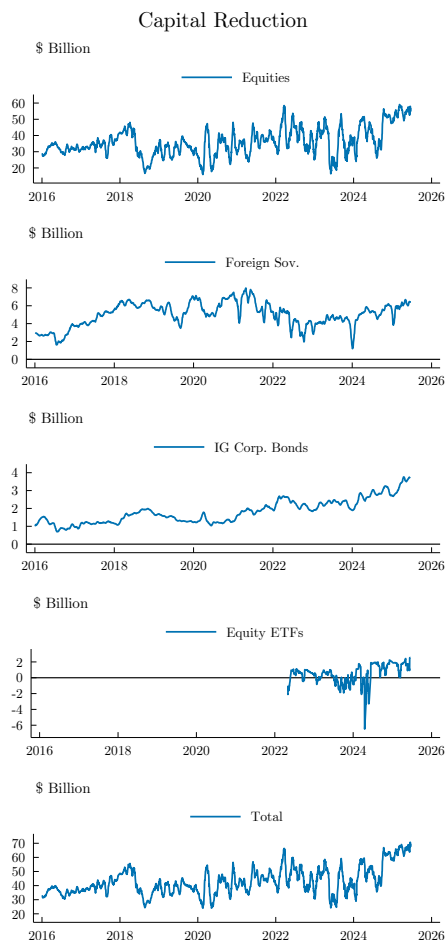 Capital Reduction
$ Billion
Equities
60
50
40
30
20
2016 2018 2020 2022 2024 2026
$ Billion
Foreign Sov.
8
6
4
2
0
2016 2018 2020 2022 2024 2026
$ Billion
IG Corp. Bonds
4
3
2
1
0
2016 2018 2020 2022 2024 2026
$ Billion
Equity ETFs
2
0
-2
-4
-6
2016 2018 2020 2022 2024 2026
$ Billion
Total
70
60
50
40
30
20
2016 2018 2020 2022 2024 2026